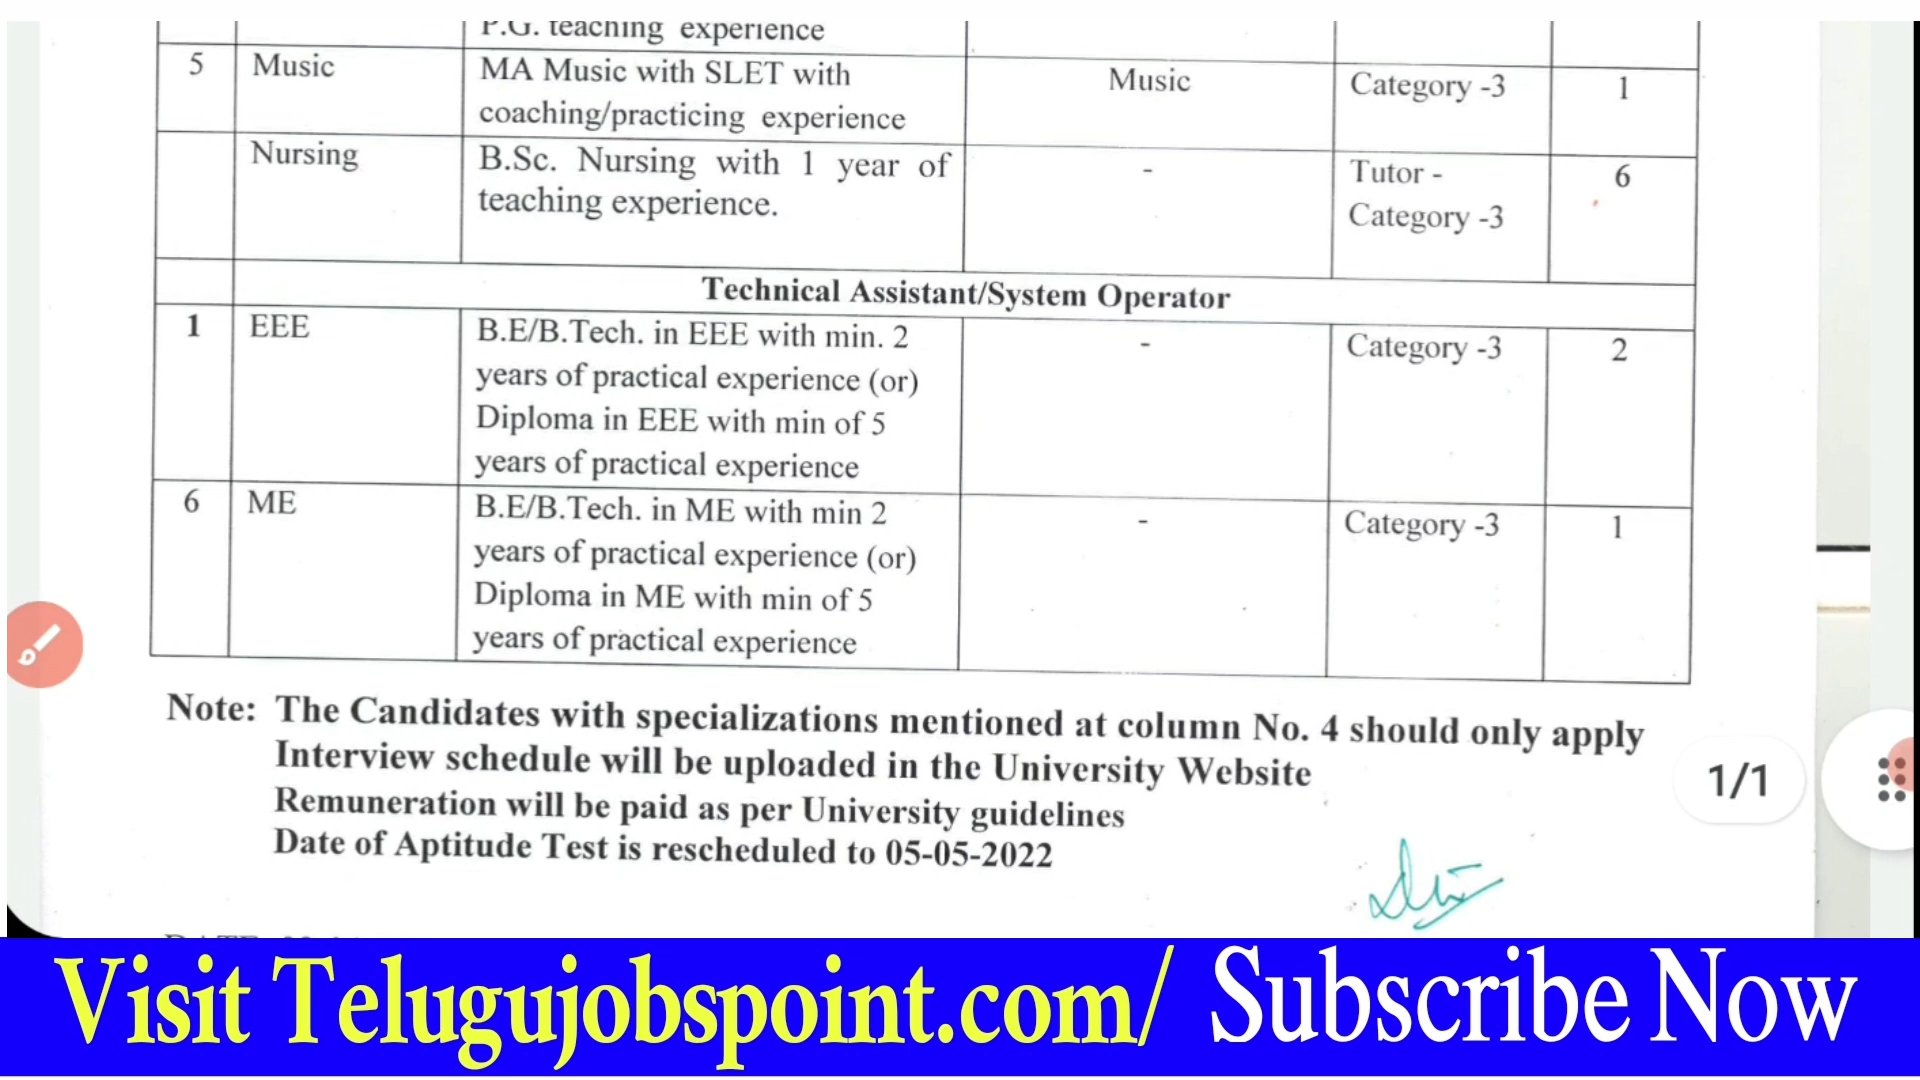 P.G. teaching experience
5 Music MA Music with SLET with Music Category -3 1
coaching/practicing experience
Nursing B.Sc. Nursing with 1 year of - Tutor - 6
teaching experience. Category -3
Technical Assistant/System Operator
1 EEE B.E/B.Tech. in EEE with min. 2 - Category -3 2
years of practical experience (or)
Diploma in EEE with min of 5
years of practical experience
6 ME B.E/B.Tech. in ME with min 2 - Category -3 1
years of practical experience (or)
Diploma in ME with min of 5
years of practical experience
Note: The Candidates with specializations mentioned at column No. 4 should only apply
Interview schedule will be uploaded in the University Website
Remuneration will be paid as per University guidelines
Date of Aptitude Test is rescheduled to 05-05-2022
1/1
Visit Telugujobspoint.com/ Subscribe Now